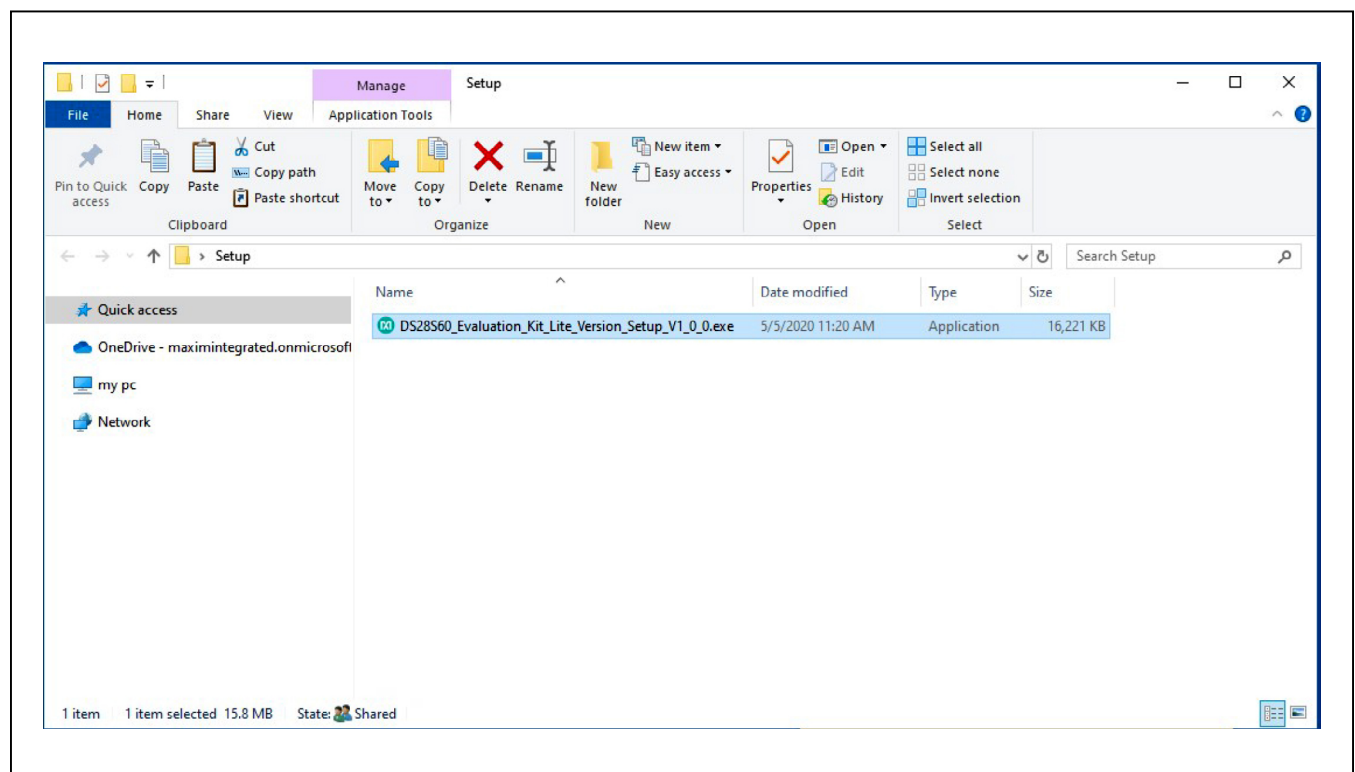 Manage
Setup
File Home Share View Application Tools
Pin to Quick access
Copy
Paste
Cut
Copy path
Paste shortcut
Clipboard
Move to
Copy to
Delete
Rename
Organize
New folder
New item
Easy access
New
Properties
Open
Edit
History
Open
Select all
Select none
Invert selection
Select
Setup
Search Setup
Name Date modified Type Size
Quick access
DS28S60_Evaluation_Kit_Lite_Version_Setup_V1_0_0.exe 5/5/2020 11:20 AM Application 16,221 KB
OneDrive - maximintegrated.onmicrosoft
my pc
Network
1 item 1 item selected 15.8 MB State: Shared